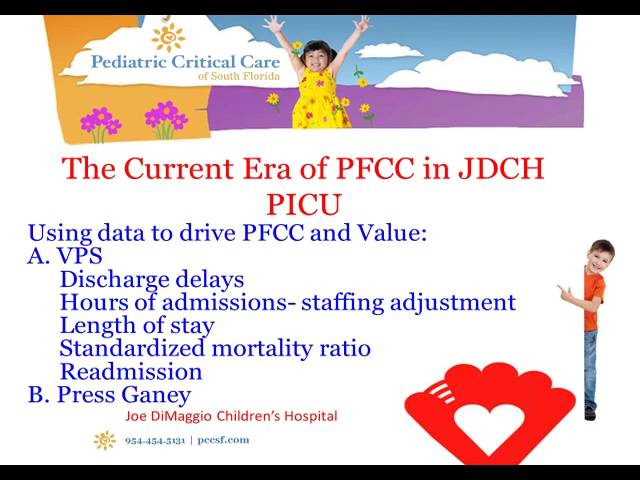 Pediatric Critical Care
of South Florida
The Current Era of PFCC in JDCH
PICU
Using data to drive PFCC and Value:
A. VPS
Discharge delays
Hours of admissions- staffing adjustment
Length of stay
Standardized mortality ratio
Readmission
B. Press Ganey
Joe DiMaggio Children's Hospital
954.454.5131 | pccsf.com